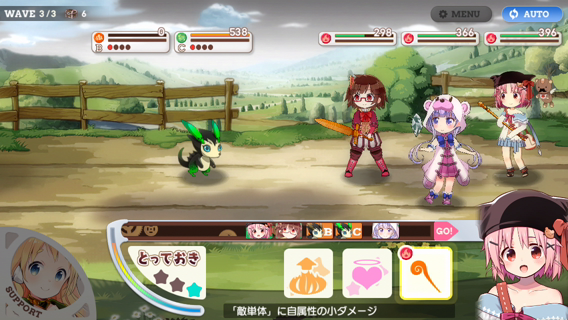 WAVE 3/3 6
MENU
AUTO
0
B
538
C
298
366
396
B C GO!
とっておき
SUPPORT
「敵単体」に自属性の小ダメージ